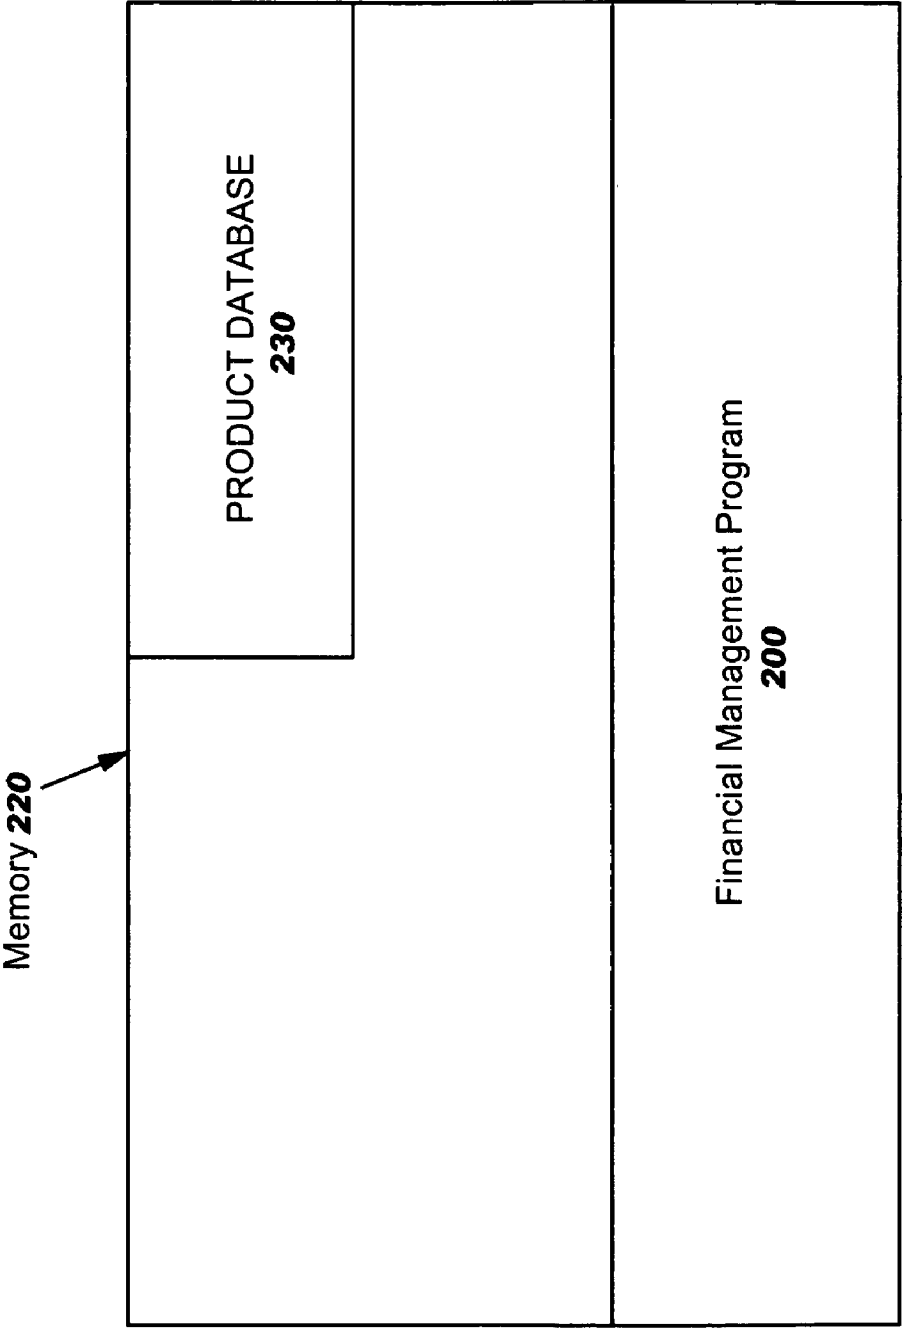 Memory 220
PRODUCT DATABASE
230
Financial Management Program
200